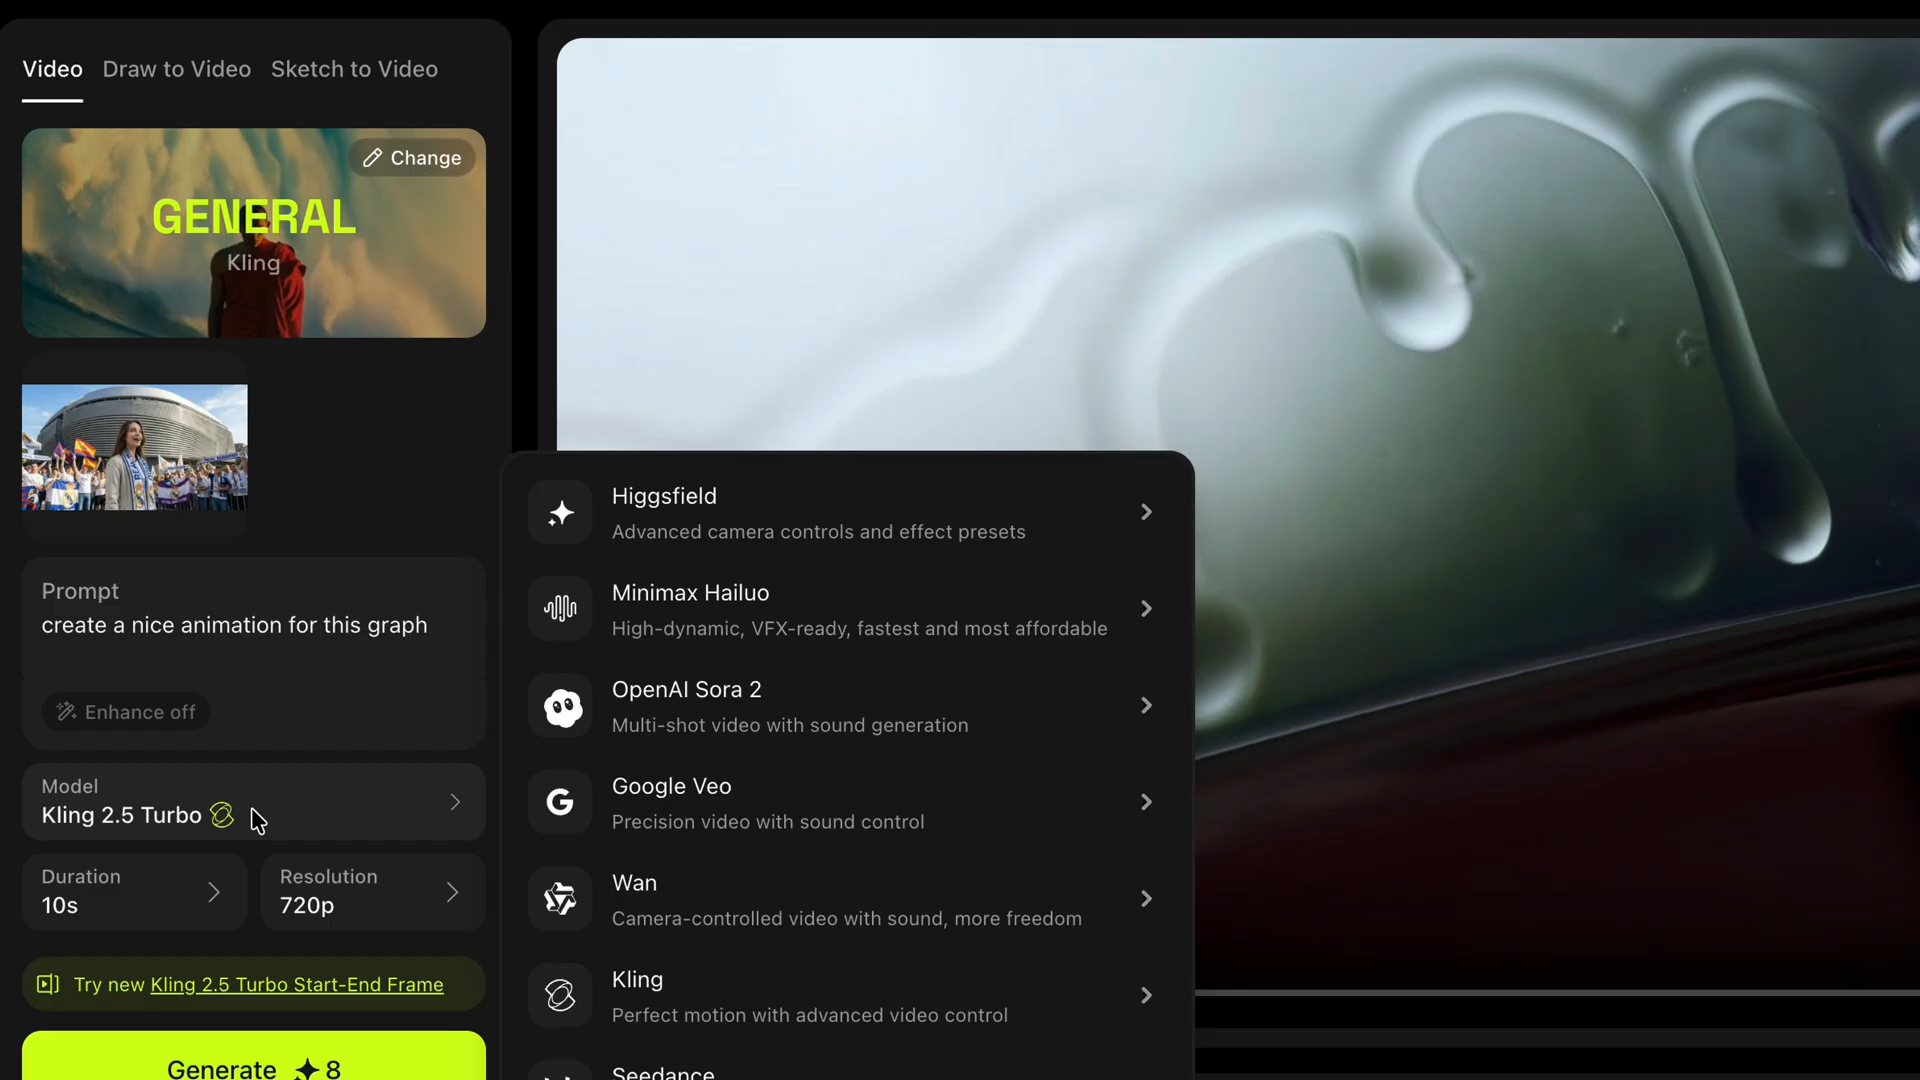 Video
Draw to Video
Sketch to Video
Change
GENERAL
Kling
Prompt
create a nice animation for this graph
Enhance off
Model
Kling 2.5 Turbo
Duration
10s
Resolution
720p
Try new Kling 2.5 Turbo Start-End Frame
Generate 8
Higgsfield
Advanced camera controls and effect presets
Minimax Hailuo
High-dynamic, VFX-ready, fastest and most affordable
OpenAI Sora 2
Multi-shot video with sound generation
Google Veo
Precision video with sound control
Wan
Camera-controlled video with sound, more freedom
Kling
Perfect motion with advanced video control
Seedance